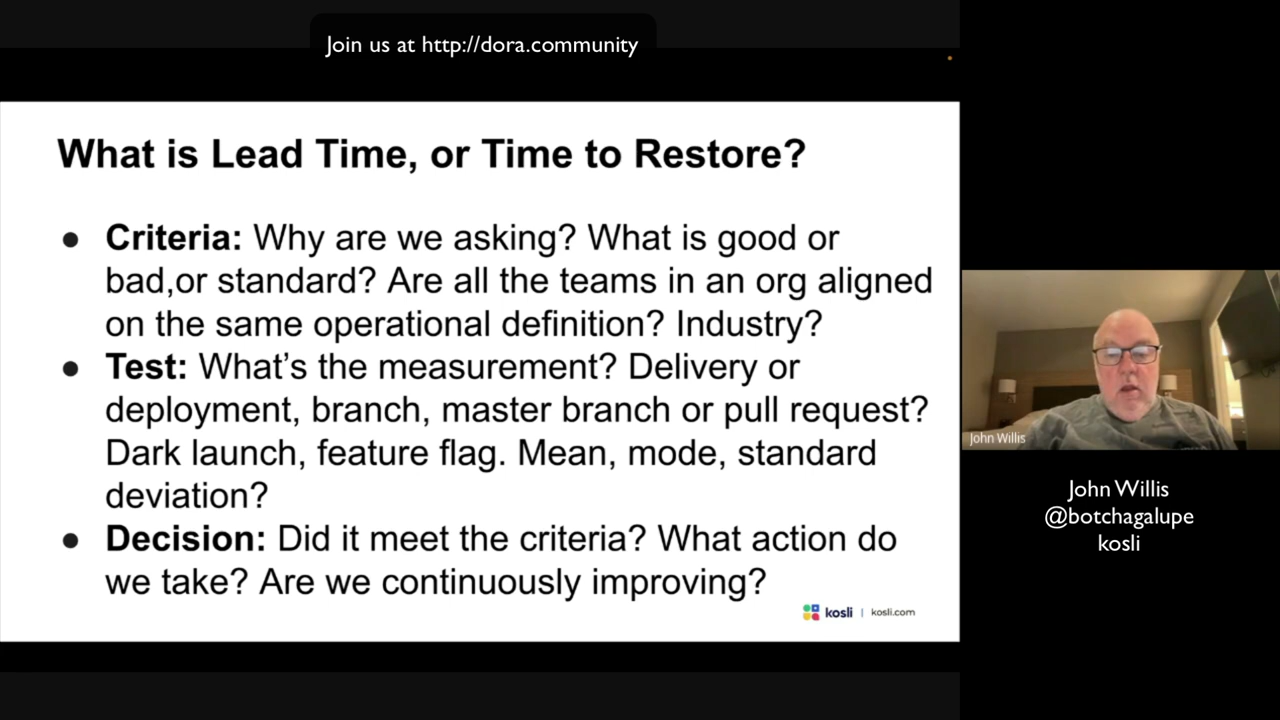 Join us at http://dora.community
What is Lead Time, or Time to Restore?
● Criteria: Why are we asking? What is good or
bad,or standard? Are all the teams in an org aligned
on the same operational definition? Industry?
● Test: What’s the measurement? Delivery or
deployment, branch, master branch or pull request?
Dark launch, feature flag. Mean, mode, standard
deviation?
● Decision: Did it meet the criteria? What action do
we take? Are we continuously improving?
kosli | kosli.com
John Willis
John Willis
@botchagalupe
kosli